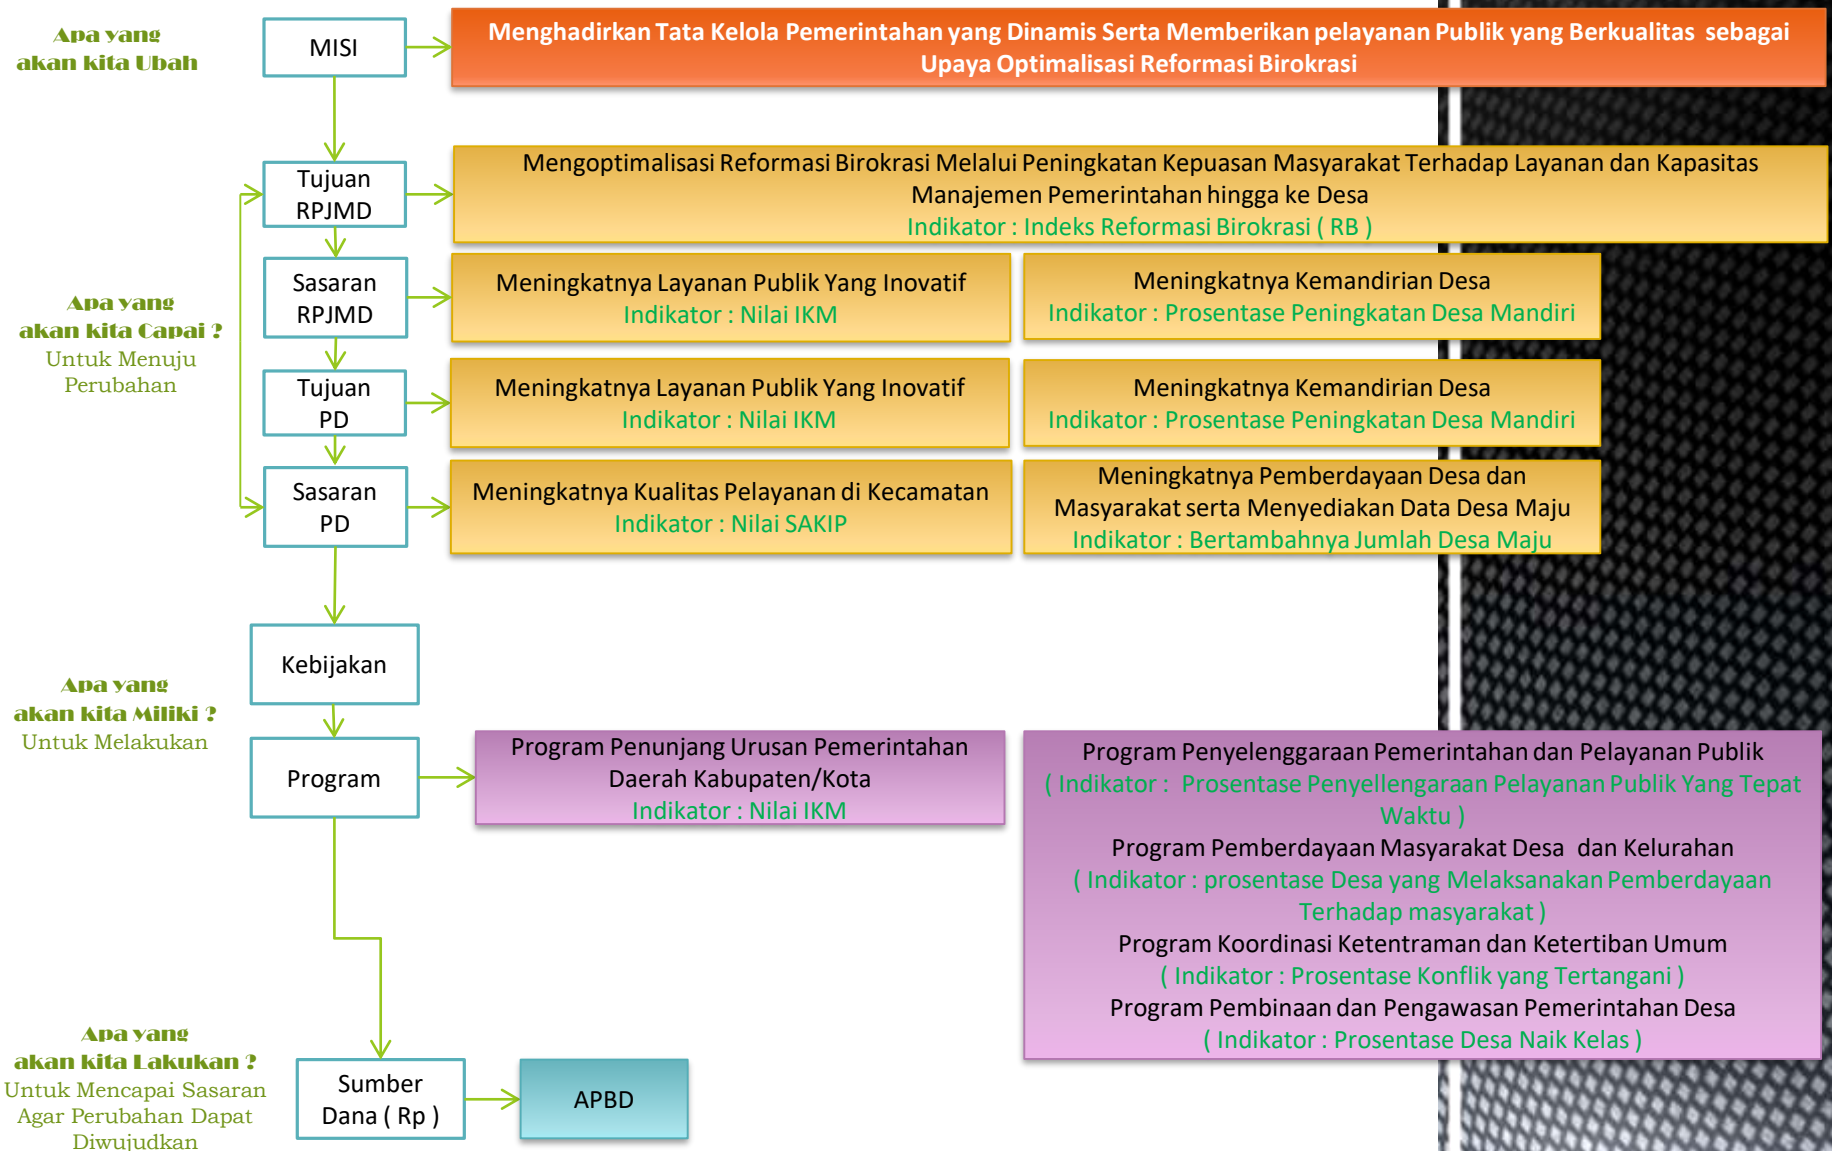 Apa yang
akan kita Ubah
MISI
Menghadirkan Tata Kelola Pemerintahan yang Dinamis Serta Memberikan pelayanan Publik yang Berkualitas sebagai
Upaya Optimalisasi Reformasi Birokrasi
Tujuan
RPJMD
Mengoptimalisasi Reformasi Birokrasi Melalui Peningkatan Kepuasan Masyarakat Terhadap Layanan dan Kapasitas
Manajemen Pemerintahan hingga ke Desa
Indikator : Indeks Reformasi Birokrasi ( RB )
Apa yang
akan kita Capai ?
Untuk Menuju
Perubahan
Sasaran
RPJMD
Meningkatnya Layanan Publik Yang Inovatif
Indikator : Nilai IKM
Meningkatnya Kemandirian Desa
Indikator : Prosentase Peningkatan Desa Mandiri
Tujuan
PD
Meningkatnya Layanan Publik Yang Inovatif
Indikator : Nilai IKM
Meningkatnya Kemandirian Desa
Indikator : Prosentase Peningkatan Desa Mandiri
Sasaran
PD
Meningkatnya Kualitas Pelayanan di Kecamatan
Indikator : Nilai SAKIP
Meningkatnya Pemberdayaan Desa dan
Masyarakat serta Menyediakan Data Desa Maju
Indikator : Bertambahnya Jumlah Desa Maju
Kebijakan
Apa yang
akan kita Miliki ?
Untuk Melakukan
Program
Program Penunjang Urusan Pemerintahan
Daerah Kabupaten/Kota
Indikator : Nilai IKM
Program Penyelenggaraan Pemerintahan dan Pelayanan Publik
( Indikator : Prosentase Penyellengaraan Pelayanan Publik Yang Tepat
Waktu )
Program Pemberdayaan Masyarakat Desa dan Kelurahan
( Indikator : prosentase Desa yang Melaksanakan Pemberdayaan
Terhadap masyarakat )
Program Koordinasi Ketentraman dan Ketertiban Umum
( Indikator : Prosentase Konflik yang Tertangani )
Program Pembinaan dan Pengawasan Pemerintahan Desa
( Indikator : Prosentase Desa Naik Kelas )
Apa yang
akan kita Lakukan ?
Untuk Mencapai Sasaran
Agar Perubahan Dapat
Diwujudkan
Sumber
Dana ( Rp )
APBD